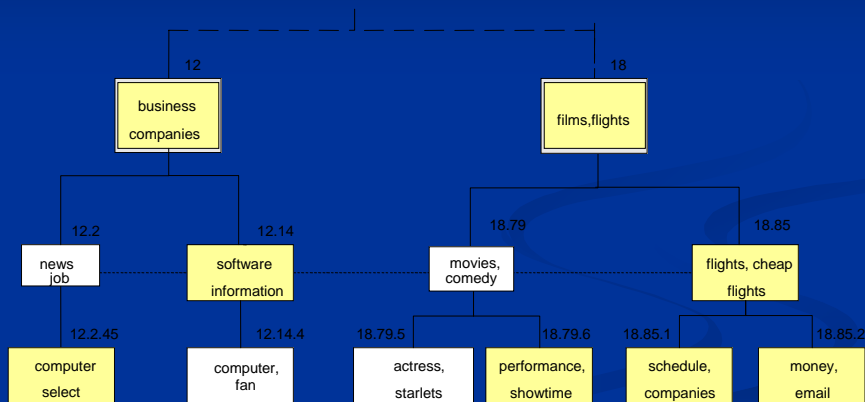 12
18
business
companies
films,flights
12.2
12.14
18.79
18.85
news
job
software
information
movies,
comedy
flights, cheap
flights
12.2.45
12.14.4
18.79.5
18.79.6
18.85.1
18.85.2
computer
select
computer,
fan
actress,
starlets
performance,
showtime
schedule,
companies
money,
email